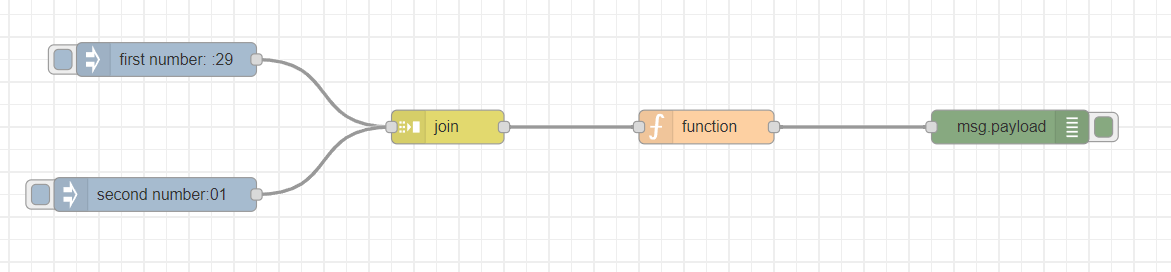 first number: :29
join
function
msg.payload
second number:01